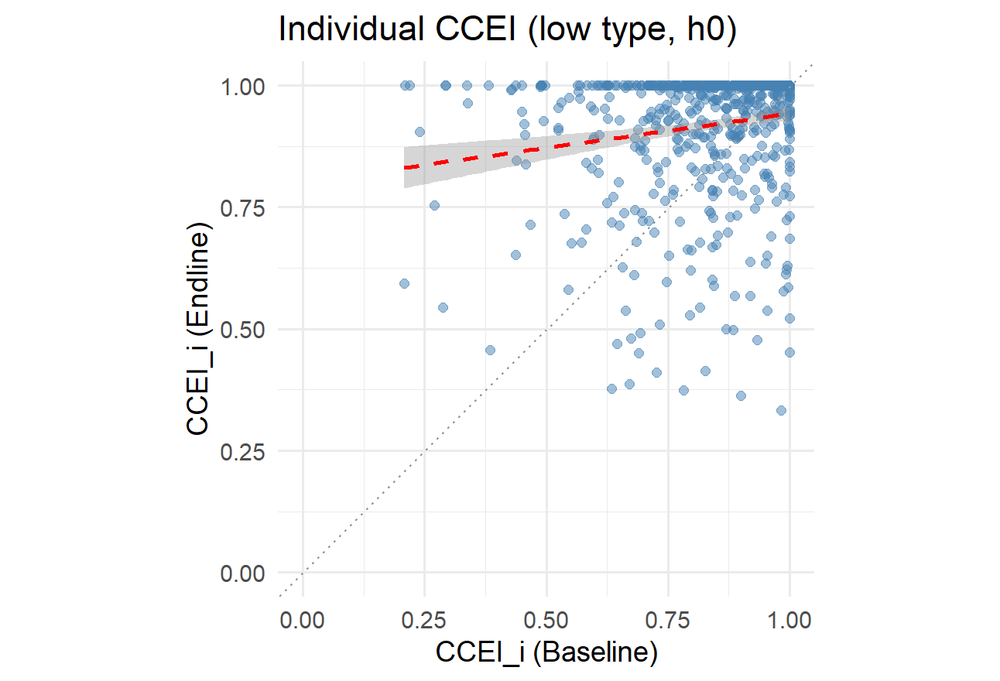 Individual CCEI (low type, h0)
1.00
0.75
0.50
0.25
0.00
CCEI_i (Endline)
0.00 0.25 0.50 0.75 1.00
CCEI_i (Baseline)